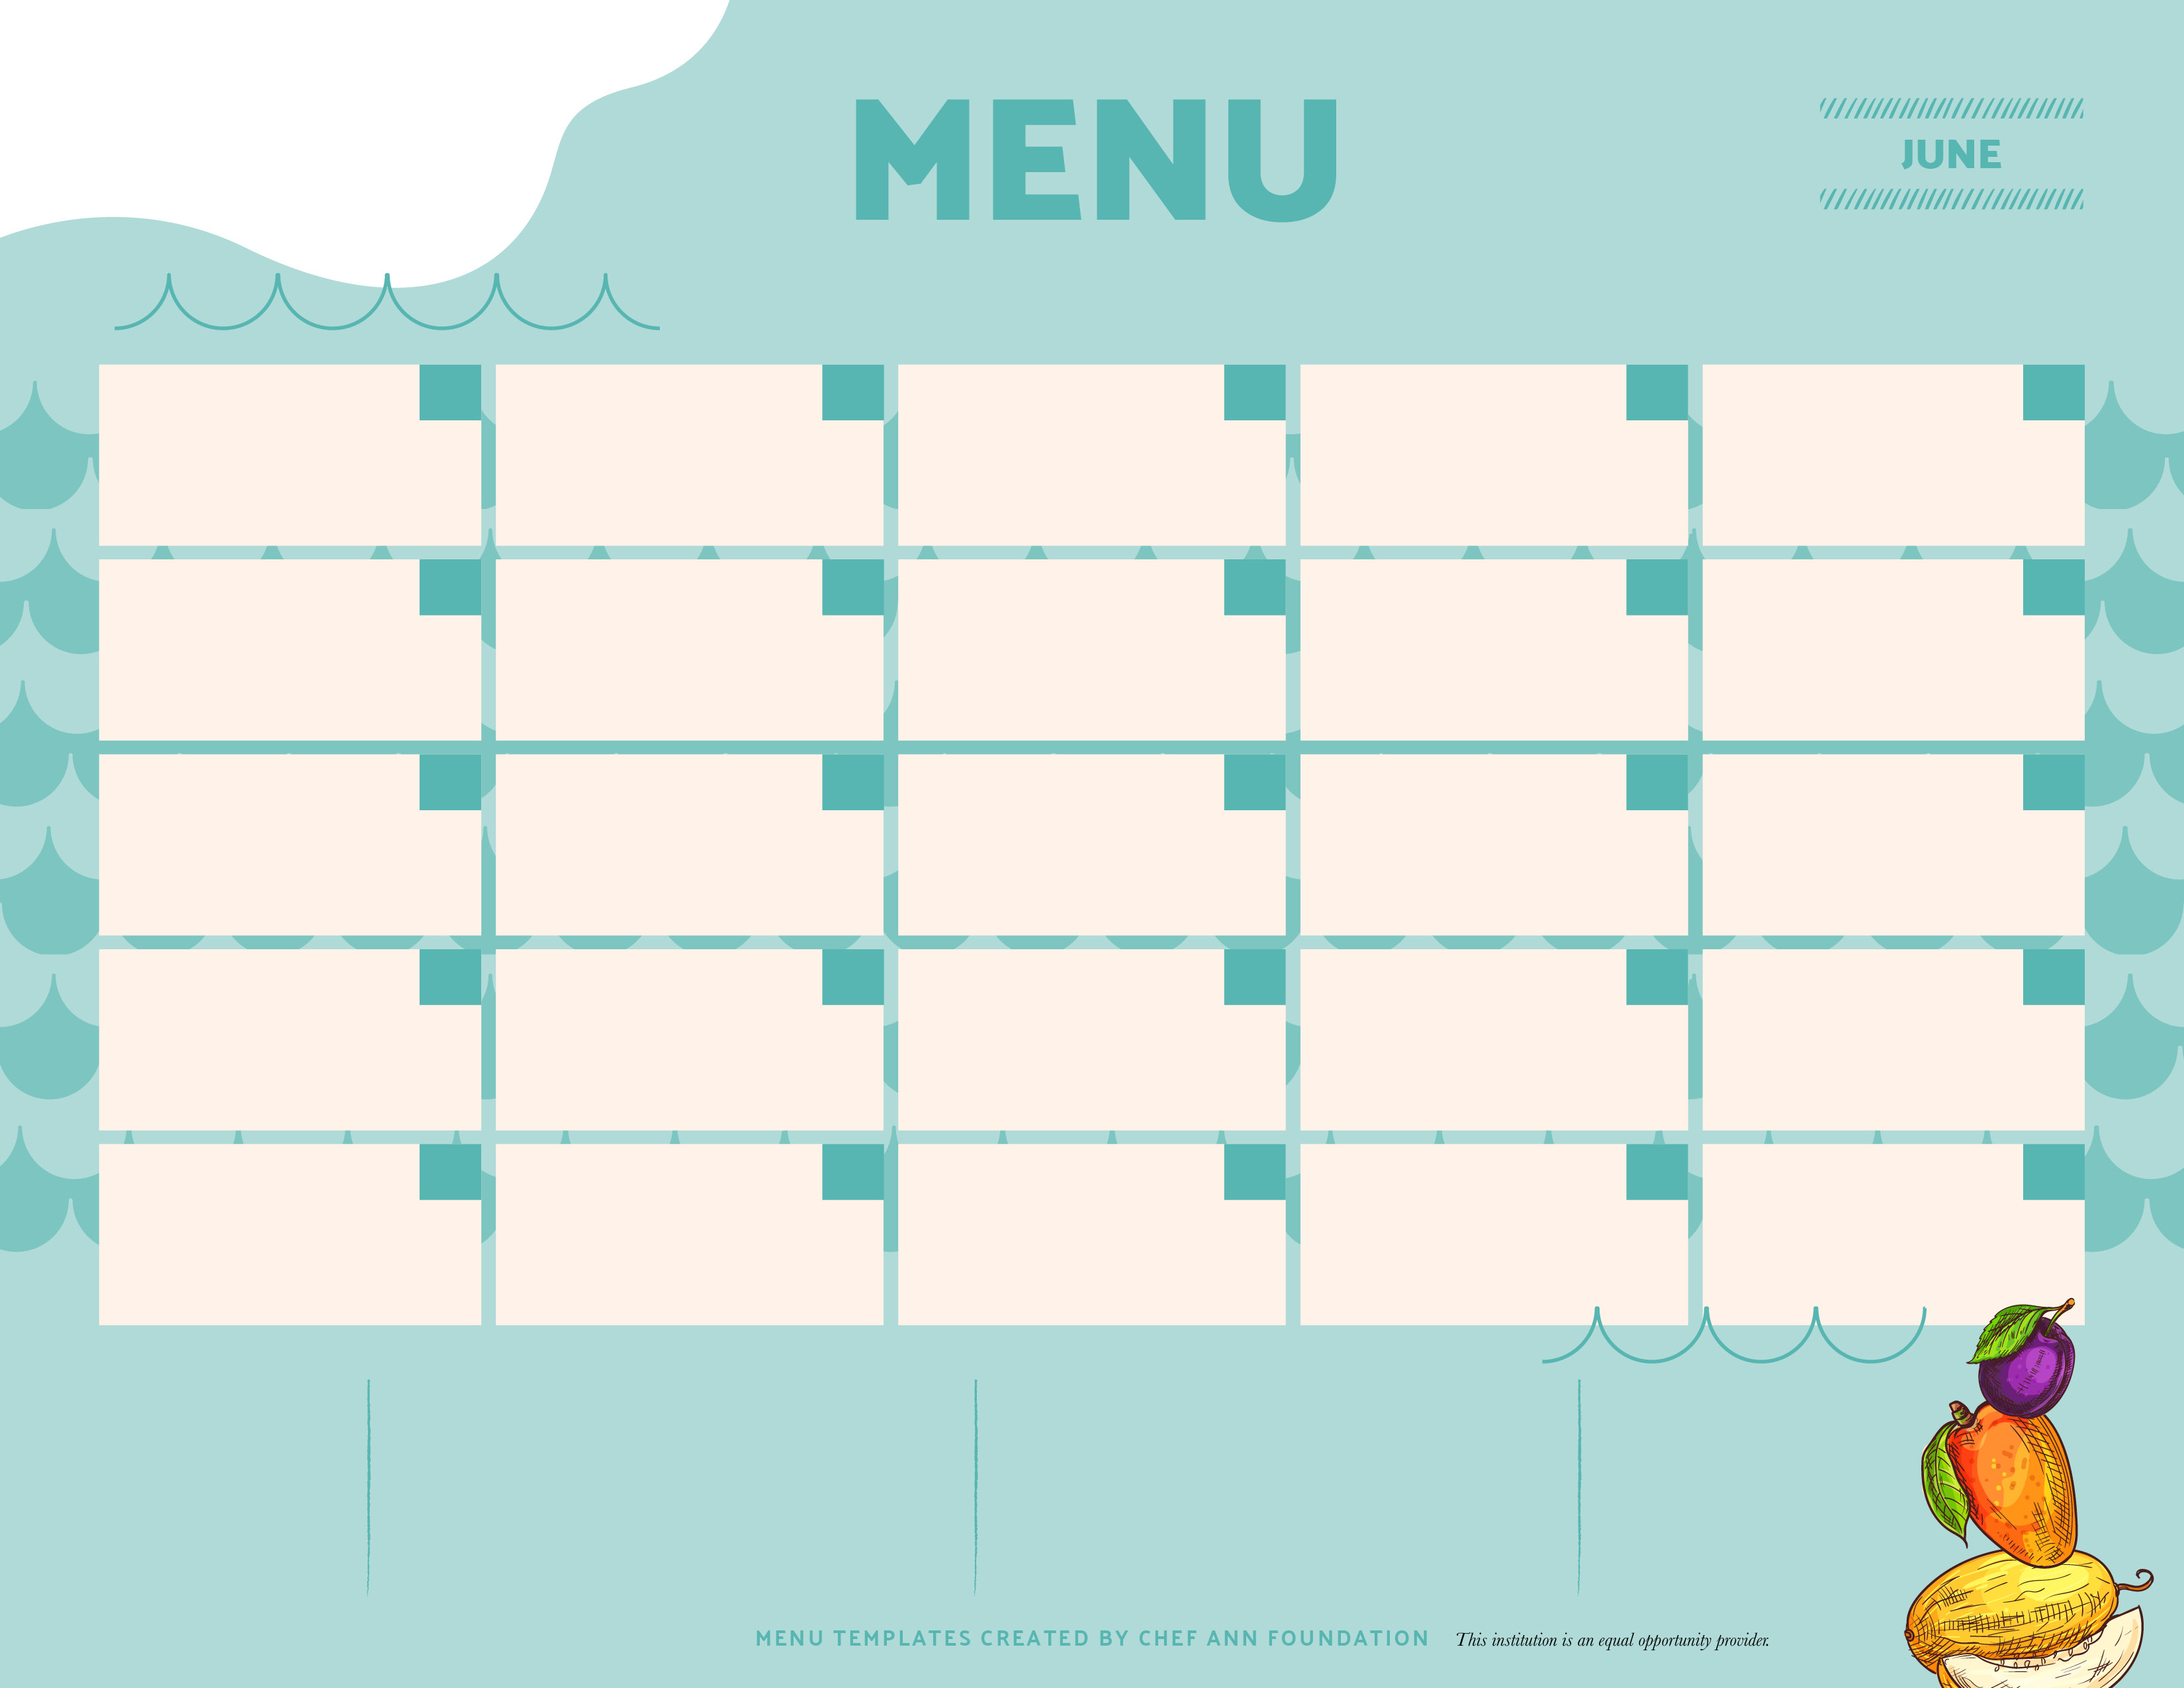 MENU
JUNE
MENU TEMPLATES CREATED BY CHEF ANN FOUNDATION
This institution is an equal opportunity provider.